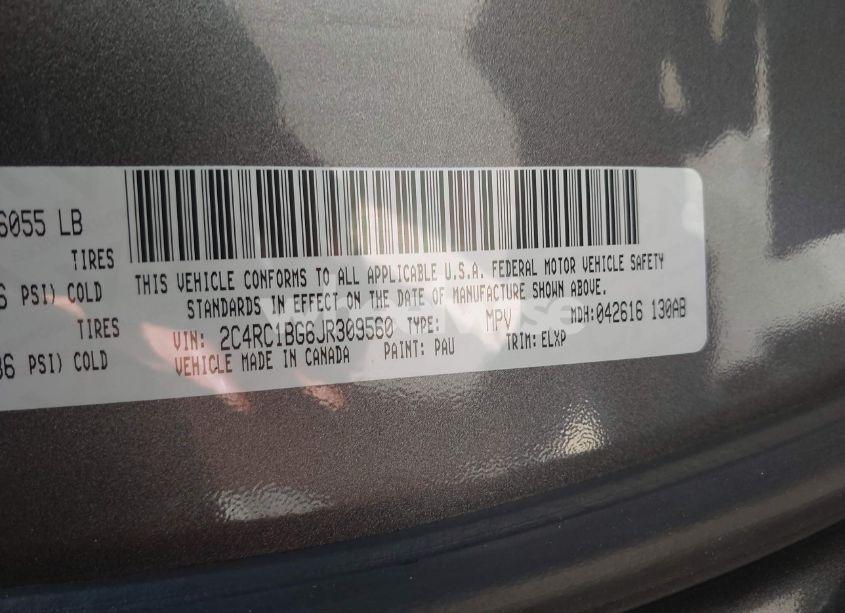 6055 LB
TIRES
6 PSI) COLD
TIRES
36 PSI) COLD
THIS VEHICLE CONFORMS TO ALL APPLICABLE U.S.A. FEDERAL MOTOR VEHICLE SAFETY
STANDARDS IN EFFECT ON THE DATE OF MANUFACTURE SHOWN ABOVE.
VIN: 2C4RC1BG6JR309560 TYPE: MPV MDH:042616 130AB
VEHICLE MADE IN CANADA PAINT: PAU TRIM: ELXP